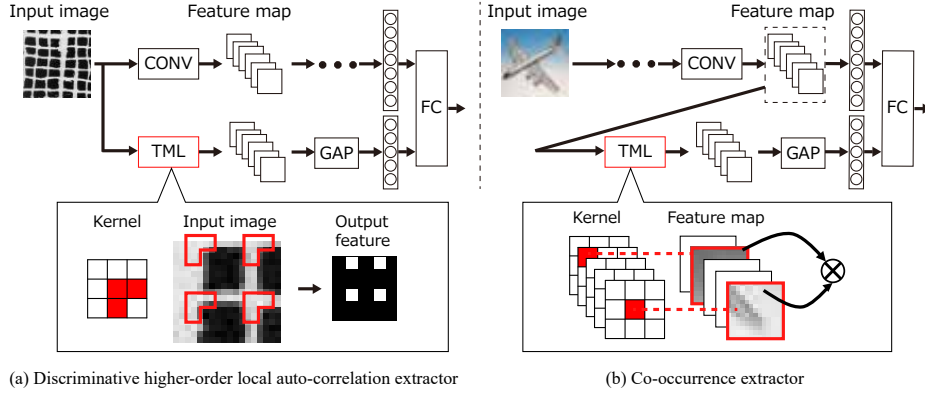 Input image
Feature map
CONV
FC
TML
GAP
Kernel
Input image
Output
feature
(a) Discriminative higher-order local auto-correlation extractor
Input image
Feature map
CONV
FC
TML
GAP
Kernel
Feature map
(b) Co-occurrence extractor